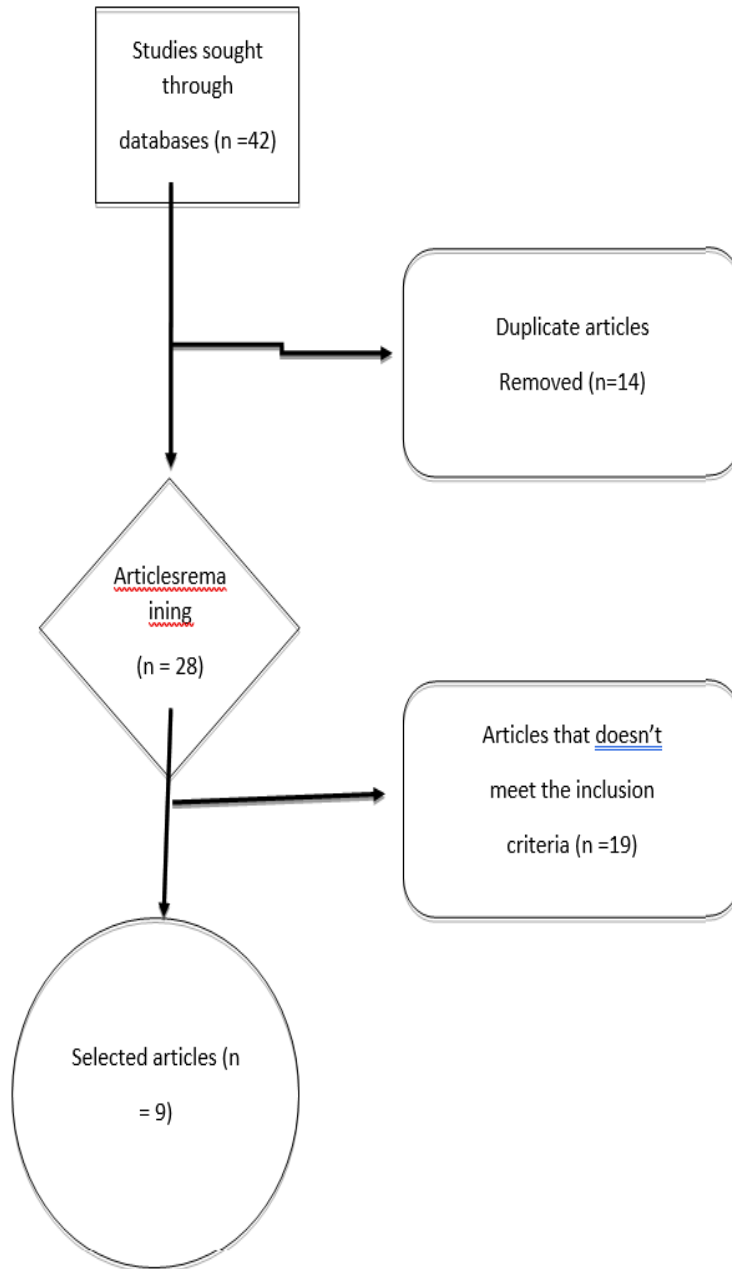 Studies sought
through
databases (n =42)
Duplicate articles
Removed (n=14)
Articlesrema
ining
(n = 28)
Articles that doesn't
meet the inclusion
criteria (n =19)
Selected articles (n
= 9)